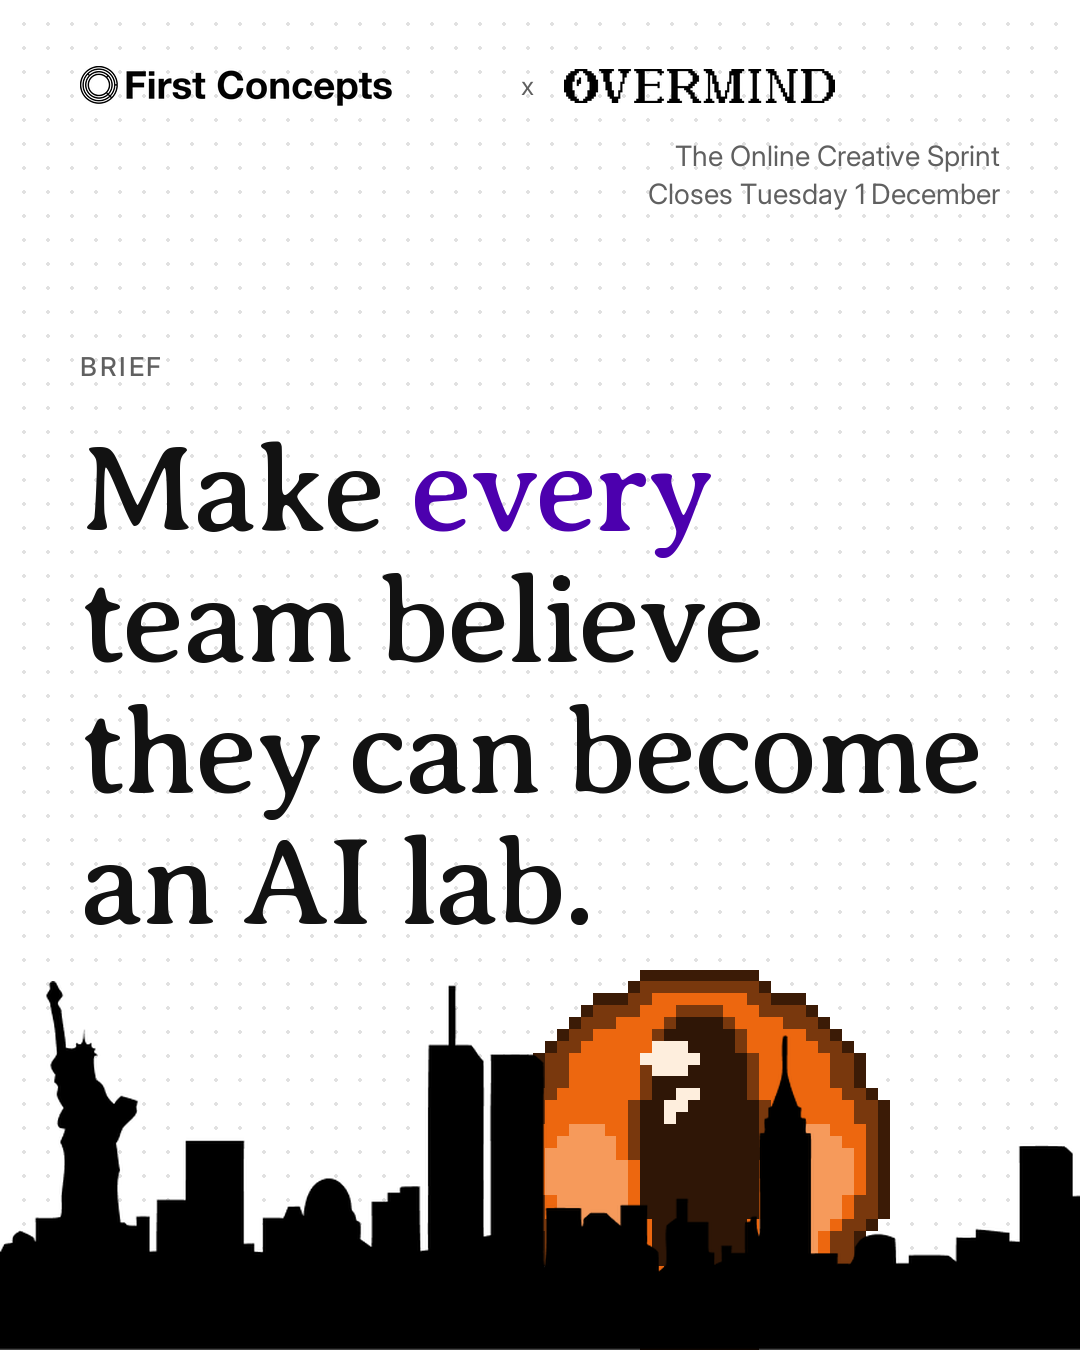 First Concepts x OVERMIND
The Online Creative Sprint
Closes Tuesday 1 December
BRIEF
Make every
team believe
they can become
an AI lab.